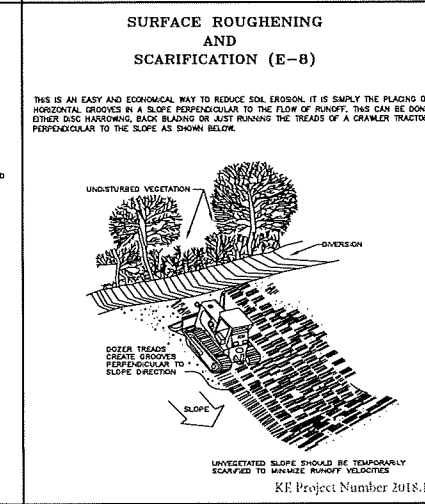 SURFACE ROUGHENING
AND
SCARIFICATION (E-8)
THIS IS AN EASY AND ECONOMICAL WAY TO REDUCE SOIL EROSION. IT IS SIMPLY THE PLACING O
HORIZONTAL GROOVES IN A SLOPE PERPENDICULAR TO THE FLOW OF RUNOFF. THIS CAN BE DON
EITHER DISC HARROWING, BACK BLADING OR JUST RUNNING THE TREADS OF A CRAWLER TRACTO
PERPENDICULAR TO THE SLOPE AS SHOWN BELOW.
D
UNDISTURBED VEGETATION
DIVERSION
DOZER TREADS
CREATE GROOVES
PERPENDICULAR TO
SLOPE DIRECTION
SLOPE
UNVEGETATED SLOPE SHOULD BE TEMPORARILY
SCARIFIED TO MINIMIZE RUNOFF VELOCITIES
KE Project Number 2018.1